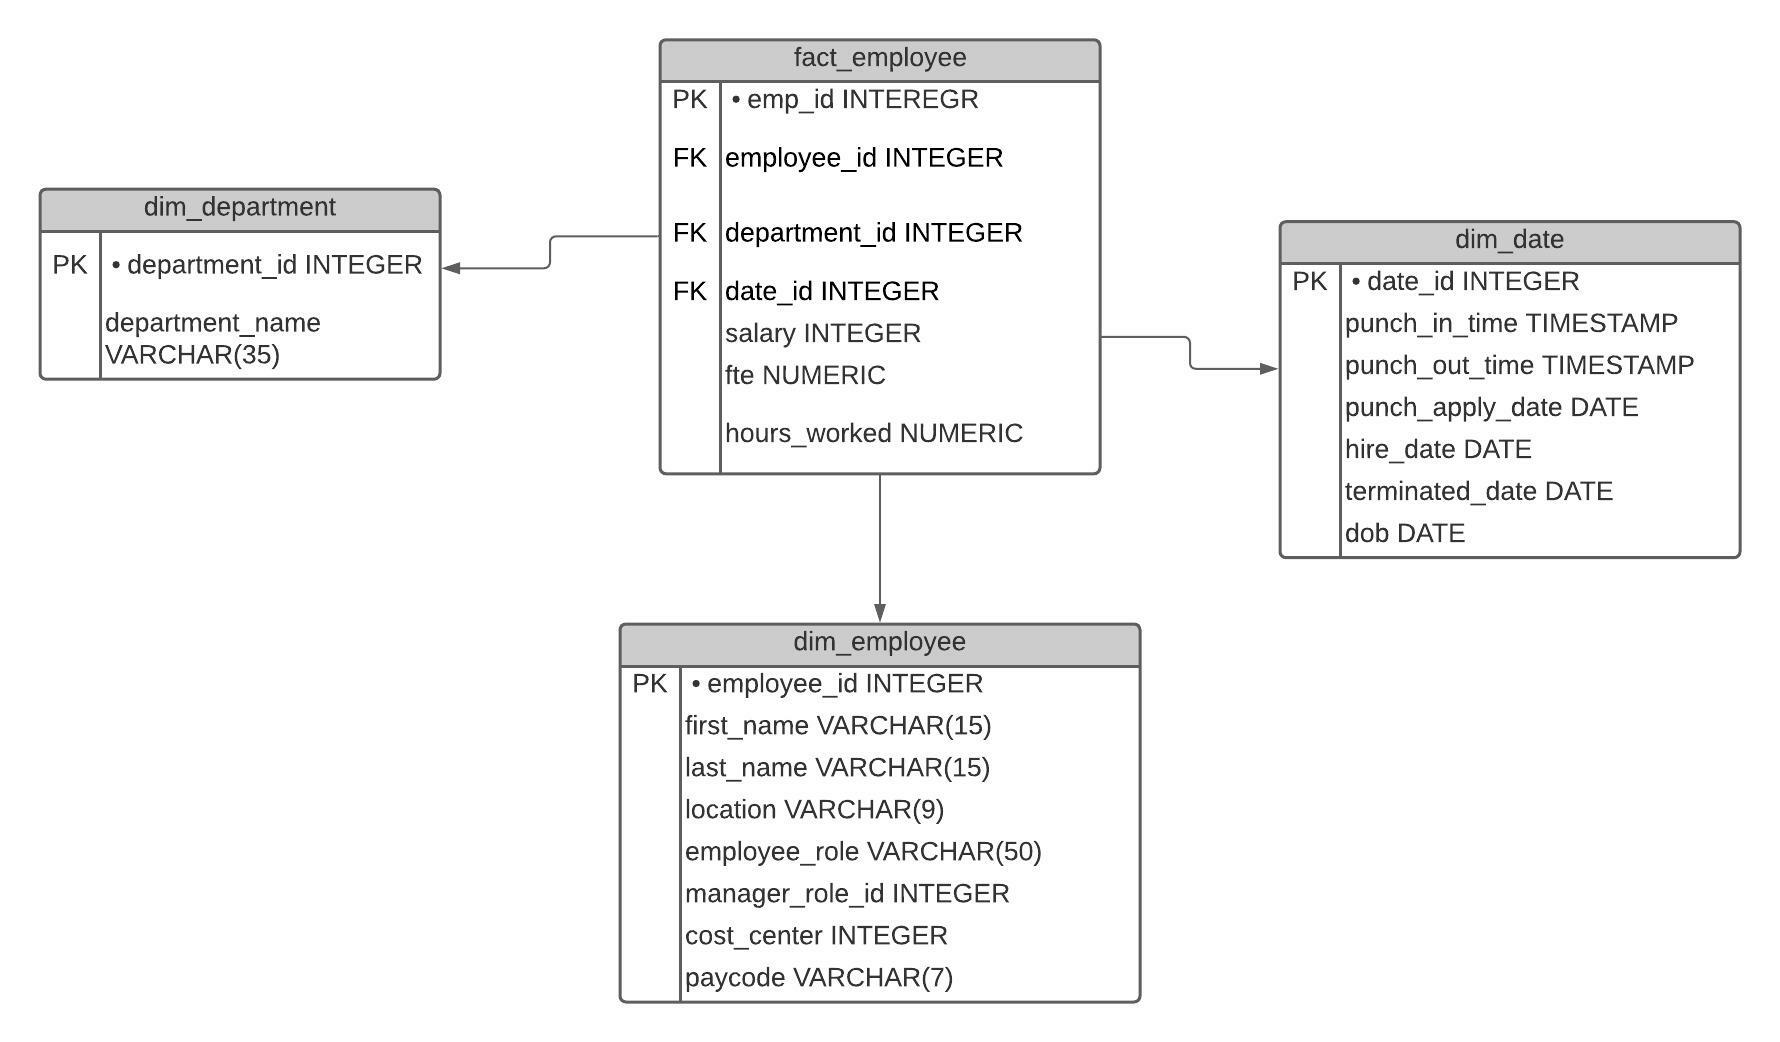 fact_employee
PK • emp_id INTEREGR
FK employee_id INTEGER
FK department_id INTEGER
FK date_id INTEGER
salary INTEGER
fte NUMERIC
hours_worked NUMERIC
dim_department
PK • department_id INTEGER
department_name
VARCHAR(35)
dim_date
PK • date_id INTEGER
punch_in_time TIMESTAMP
punch_out_time TIMESTAMP
punch_apply_date DATE
hire_date DATE
terminated_date DATE
dob DATE
dim_employee
PK • employee_id INTEGER
first_name VARCHAR(15)
last_name VARCHAR(15)
location VARCHAR(9)
employee_role VARCHAR(50)
manager_role_id INTEGER
cost_center INTEGER
paycode VARCHAR(7)